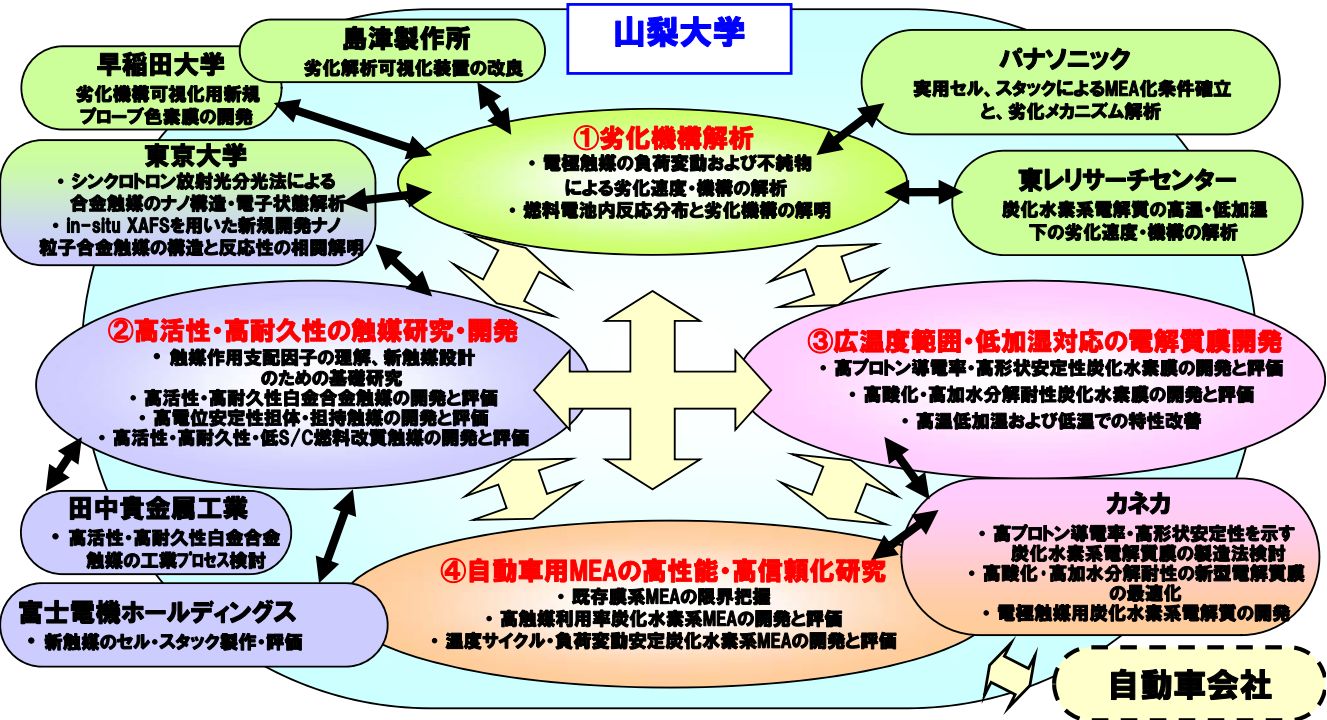 山梨大学
島津製作所
劣化解析可視化装置の改良
早稲田大学
劣化機構可視化用新規
プローブ色素膜の開発
パナソニック
実用セル、スタックによるMEA化条件確立
と、劣化メカニズム解析
東京大学
・ シンクロトロン放射光分光法による
合金触媒のナノ構造・電子状態解析
・ in-situ XAFSを用いた新規開発ナノ
粒子合金触媒の構造と反応性の相関解明
①劣化機構解析
・ 電極触媒の負荷変動および不純物
による劣化速度・機構の解析
・ 燃料電池内反応分布と劣化機構の解明
東レリサーチセンター
炭化水素系電解質の高温・低加湿
下の劣化速度・機構の解析
②高活性・高耐久性の触媒研究・開発
・ 触媒作用支配因子の理解、新触媒設計
のための基礎研究
・ 高活性・高耐久性白金合金触媒の開発と評価
・ 高電位安定性担体・担持触媒の開発と評価
・ 高活性・高耐久性・低S/C燃料改質触媒の開発と評価
③広温度範囲・低加湿対応の電解質膜開発
・ 高プロトン導電率・高形状安定性炭化水素膜の開発と評価
・ 高酸化・高加水分解耐性炭化水素膜の開発と評価
・ 高温低加湿および低温での特性改善
田中貴金属工業
・ 高活性・高耐久性白金合金
触媒の工業プロセス検討
富士電機ホールディングス
・ 新触媒のセル・スタック製作・評価
④自動車用MEAの高性能・高信頼化研究
・ 既存膜系MEAの限界把握
・ 高触媒利用率炭化水素系MEAの開発と評価
・ 温度サイクル・負荷変動安定炭化水素系MEAの開発と評価
カネカ
・ 高プロトン導電率・高形状安定性を示す
炭化水素系電解質膜の製造法検討
・ 高酸化・高加水分解耐性の新型電解質膜
の最適化
・ 電極触媒用炭化水素系電解質の開発
自動車会社